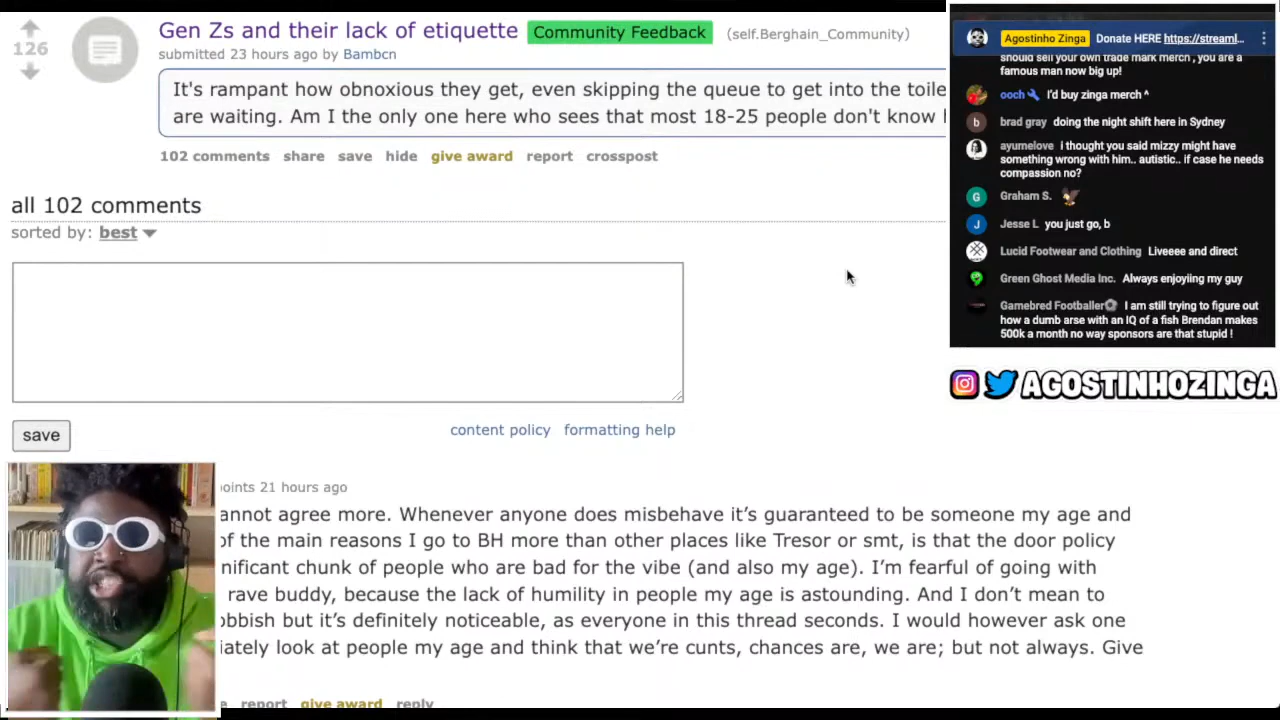 126
Gen Zs and their lack of etiquette Community Feedback (self.Berghain_Community)
submitted 23 hours ago by Bambcn
It's rampant how obnoxious they get, even skipping the queue to get into the toile
are waiting. Am I the only one here who sees that most 18-25 people don't know
102 comments share save hide give award report crosspost
all 102 comments
sorted by: best
save
content policy formatting help
oints 21 hours ago
annot agree more. Whenever anyone does misbehave it's guaranteed to be someone my age and
of the main reasons I go to BH more than other places like Tresor or smt, is that the door policy
nificant chunk of people who are bad for the vibe (and also my age). I'm fearful of going with
rave buddy, because the lack of humility in people my age is astounding. And I don't mean to
obbish but it's definitely noticeable, as everyone in this thread seconds. I would however ask one
iately look at people my age and think that we're cunts, chances are, we are; but not always. Give
report give award reply
Agostinho Zinga Donate HERE https://streaml...
should sell your own trade mark merch , you are a
famous man now big up!
ooch I'd buy zinga merch ^
brad gray doing the night shift here in Sydney
ayumelove i thought you said mizzy might have
something wrong with him.. autistic.. if case he needs
compassion no?
Graham S.
Jesse L you just go, b
Lucid Footwear and Clothing Liveeee and direct
Green Ghost Media Inc. Always enjoyiing my guy
Gamebred Footballer I am still trying to figure out
how a dumb arse with an IQ of a fish Brendan makes
500k a month no way sponsors are that stupid !
AGOSTINHOZINGA